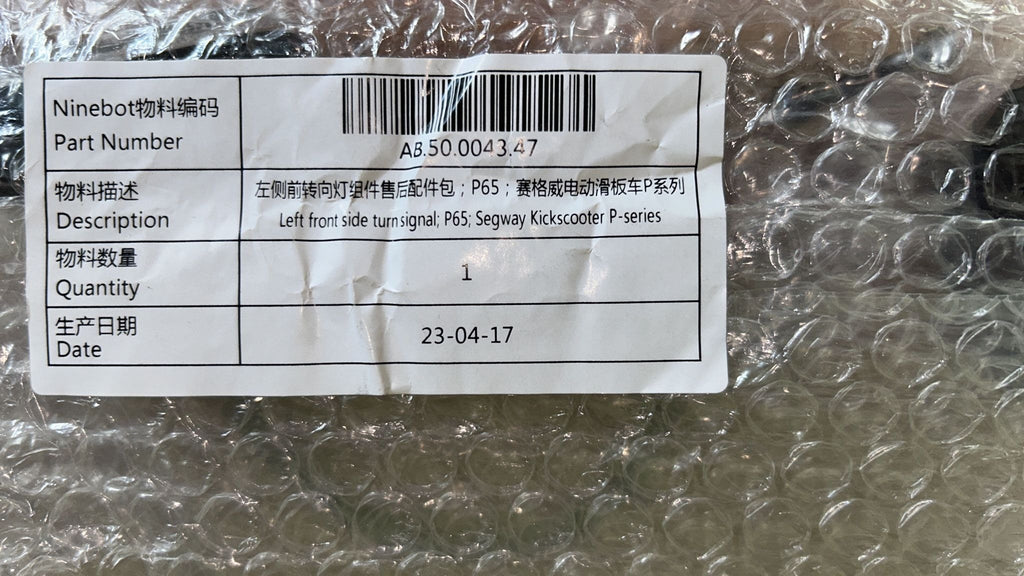 Ninebot物料编码
Part Number
AB.50.0043.47
物料描述
Description
左侧前转向灯组件售后配件包；P65；赛格威电动滑板车P系列
Left front side turn signal; P65; Segway Kickscooter P-series
物料数量
Quantity
1
生产日期
Date
23-04-17